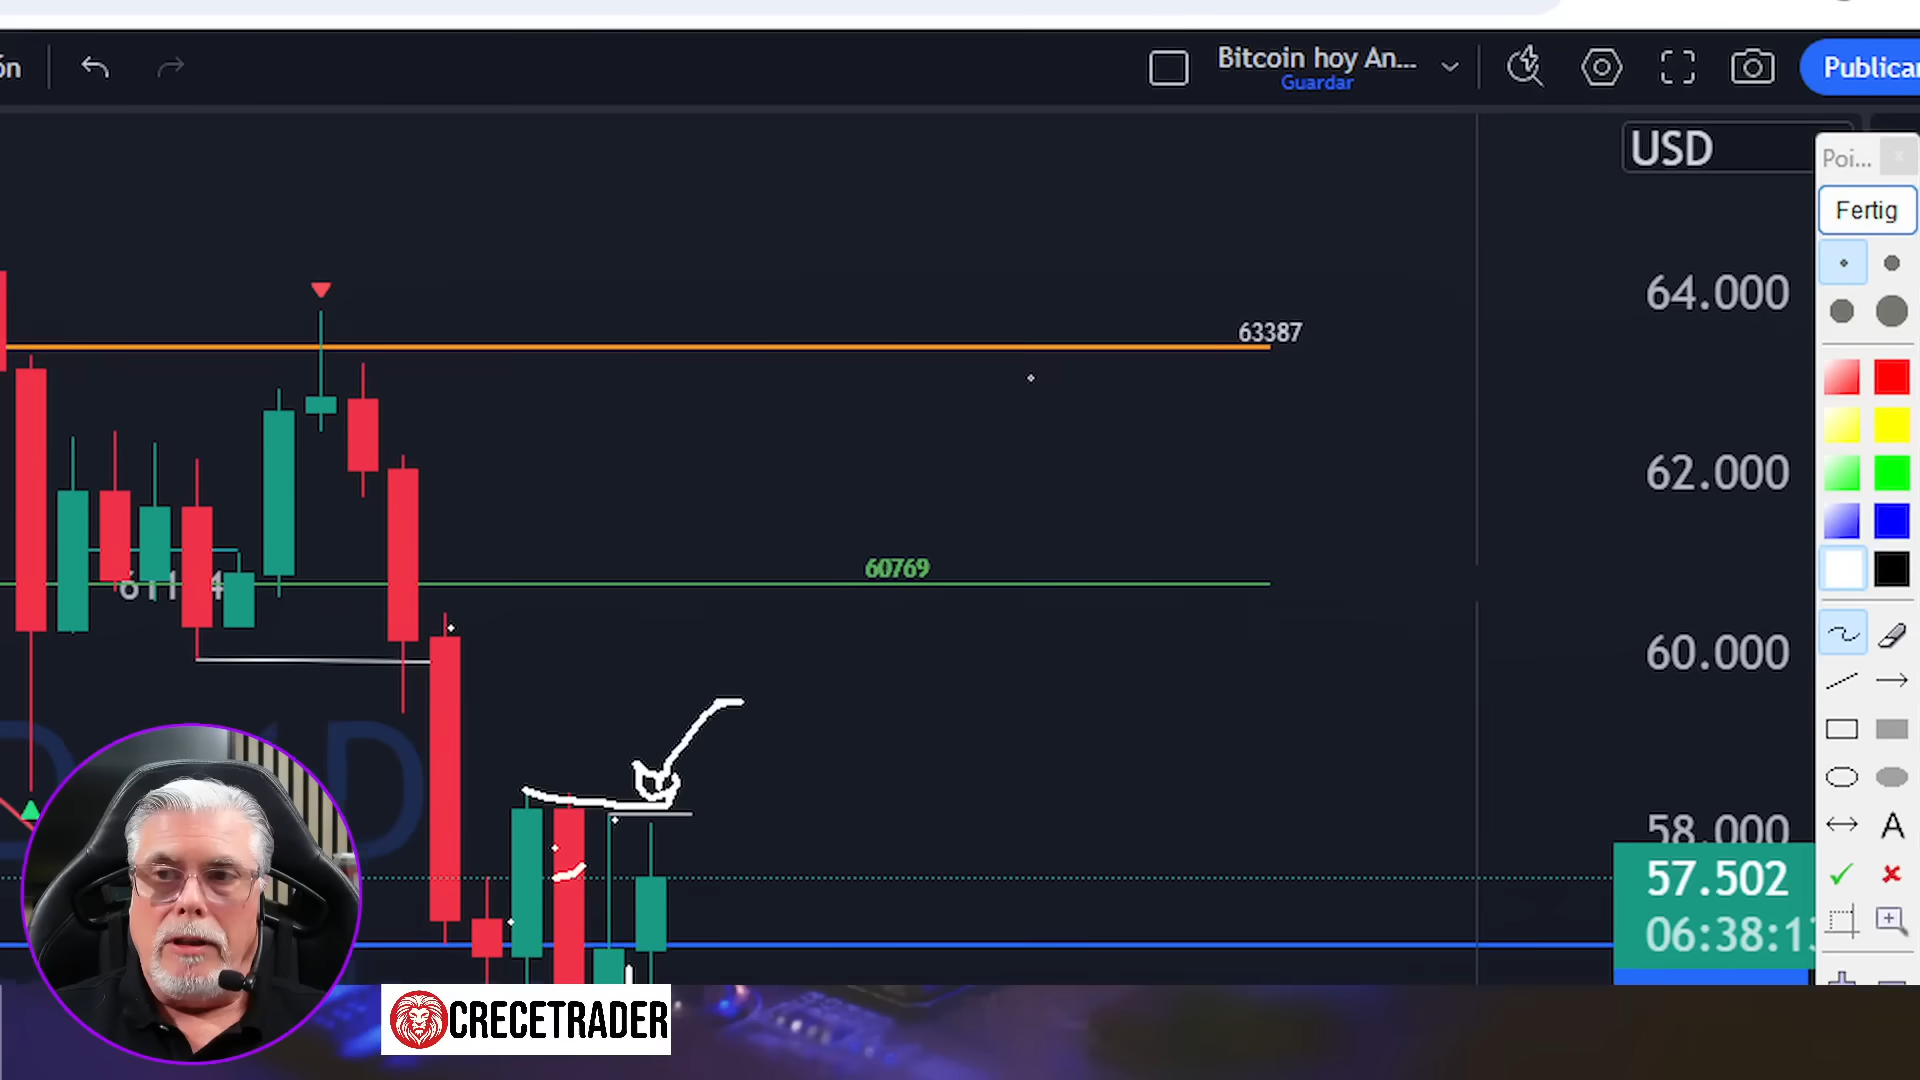 ón
Bitcoin hoy An...
Guardar
Publicar
USD
Poi...
Fertig
64.000
63387
62.000
60769
60.000
58.000
57.502
06:38:13
A
D
CRECETRADER